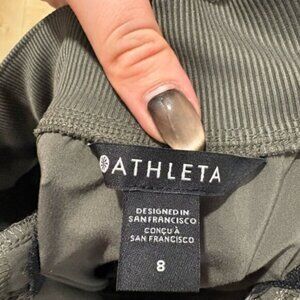 ATHLETA
DESIGNED IN
SAN FRANCISCO
CONÇU À
SAN FRANCISCO
8